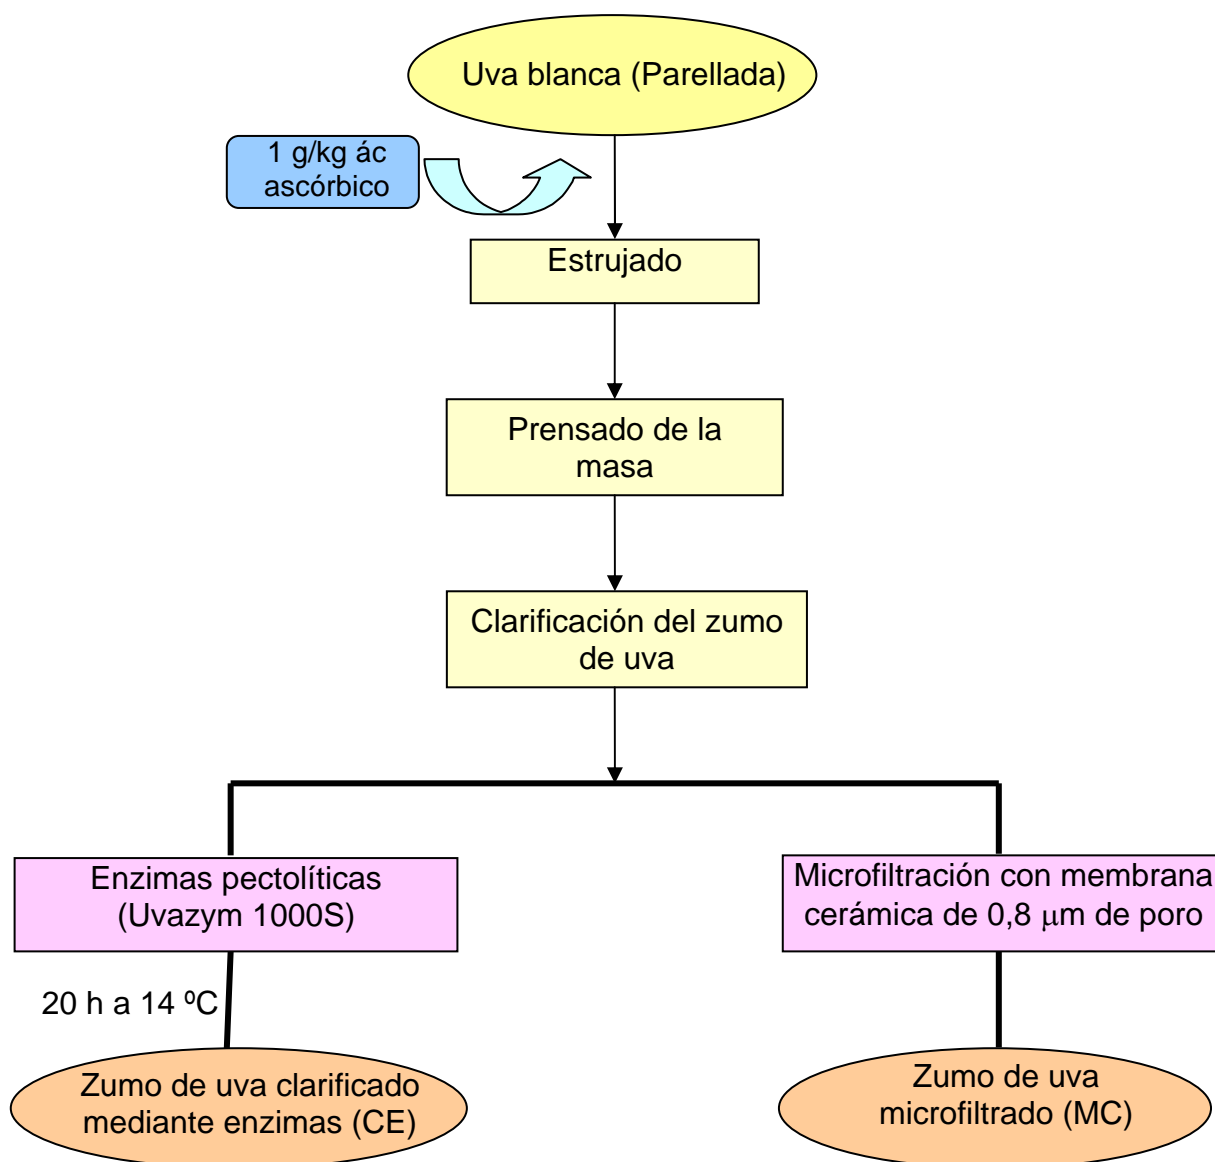 Uva blanca (Parellada)
1 g/kg ác
ascórbico
Estrujado
Prensado de la
masa
Clarificación del zumo
de uva
Enzimas pectolíticas
(Uvazym 1000S)
Microfiltración con membrana
cerámica de 0,8 μm de poro
20 h a 14 ºC
Zumo de uva clarificado
mediante enzimas (CE)
Zumo de uva
microfiltrado (MC)